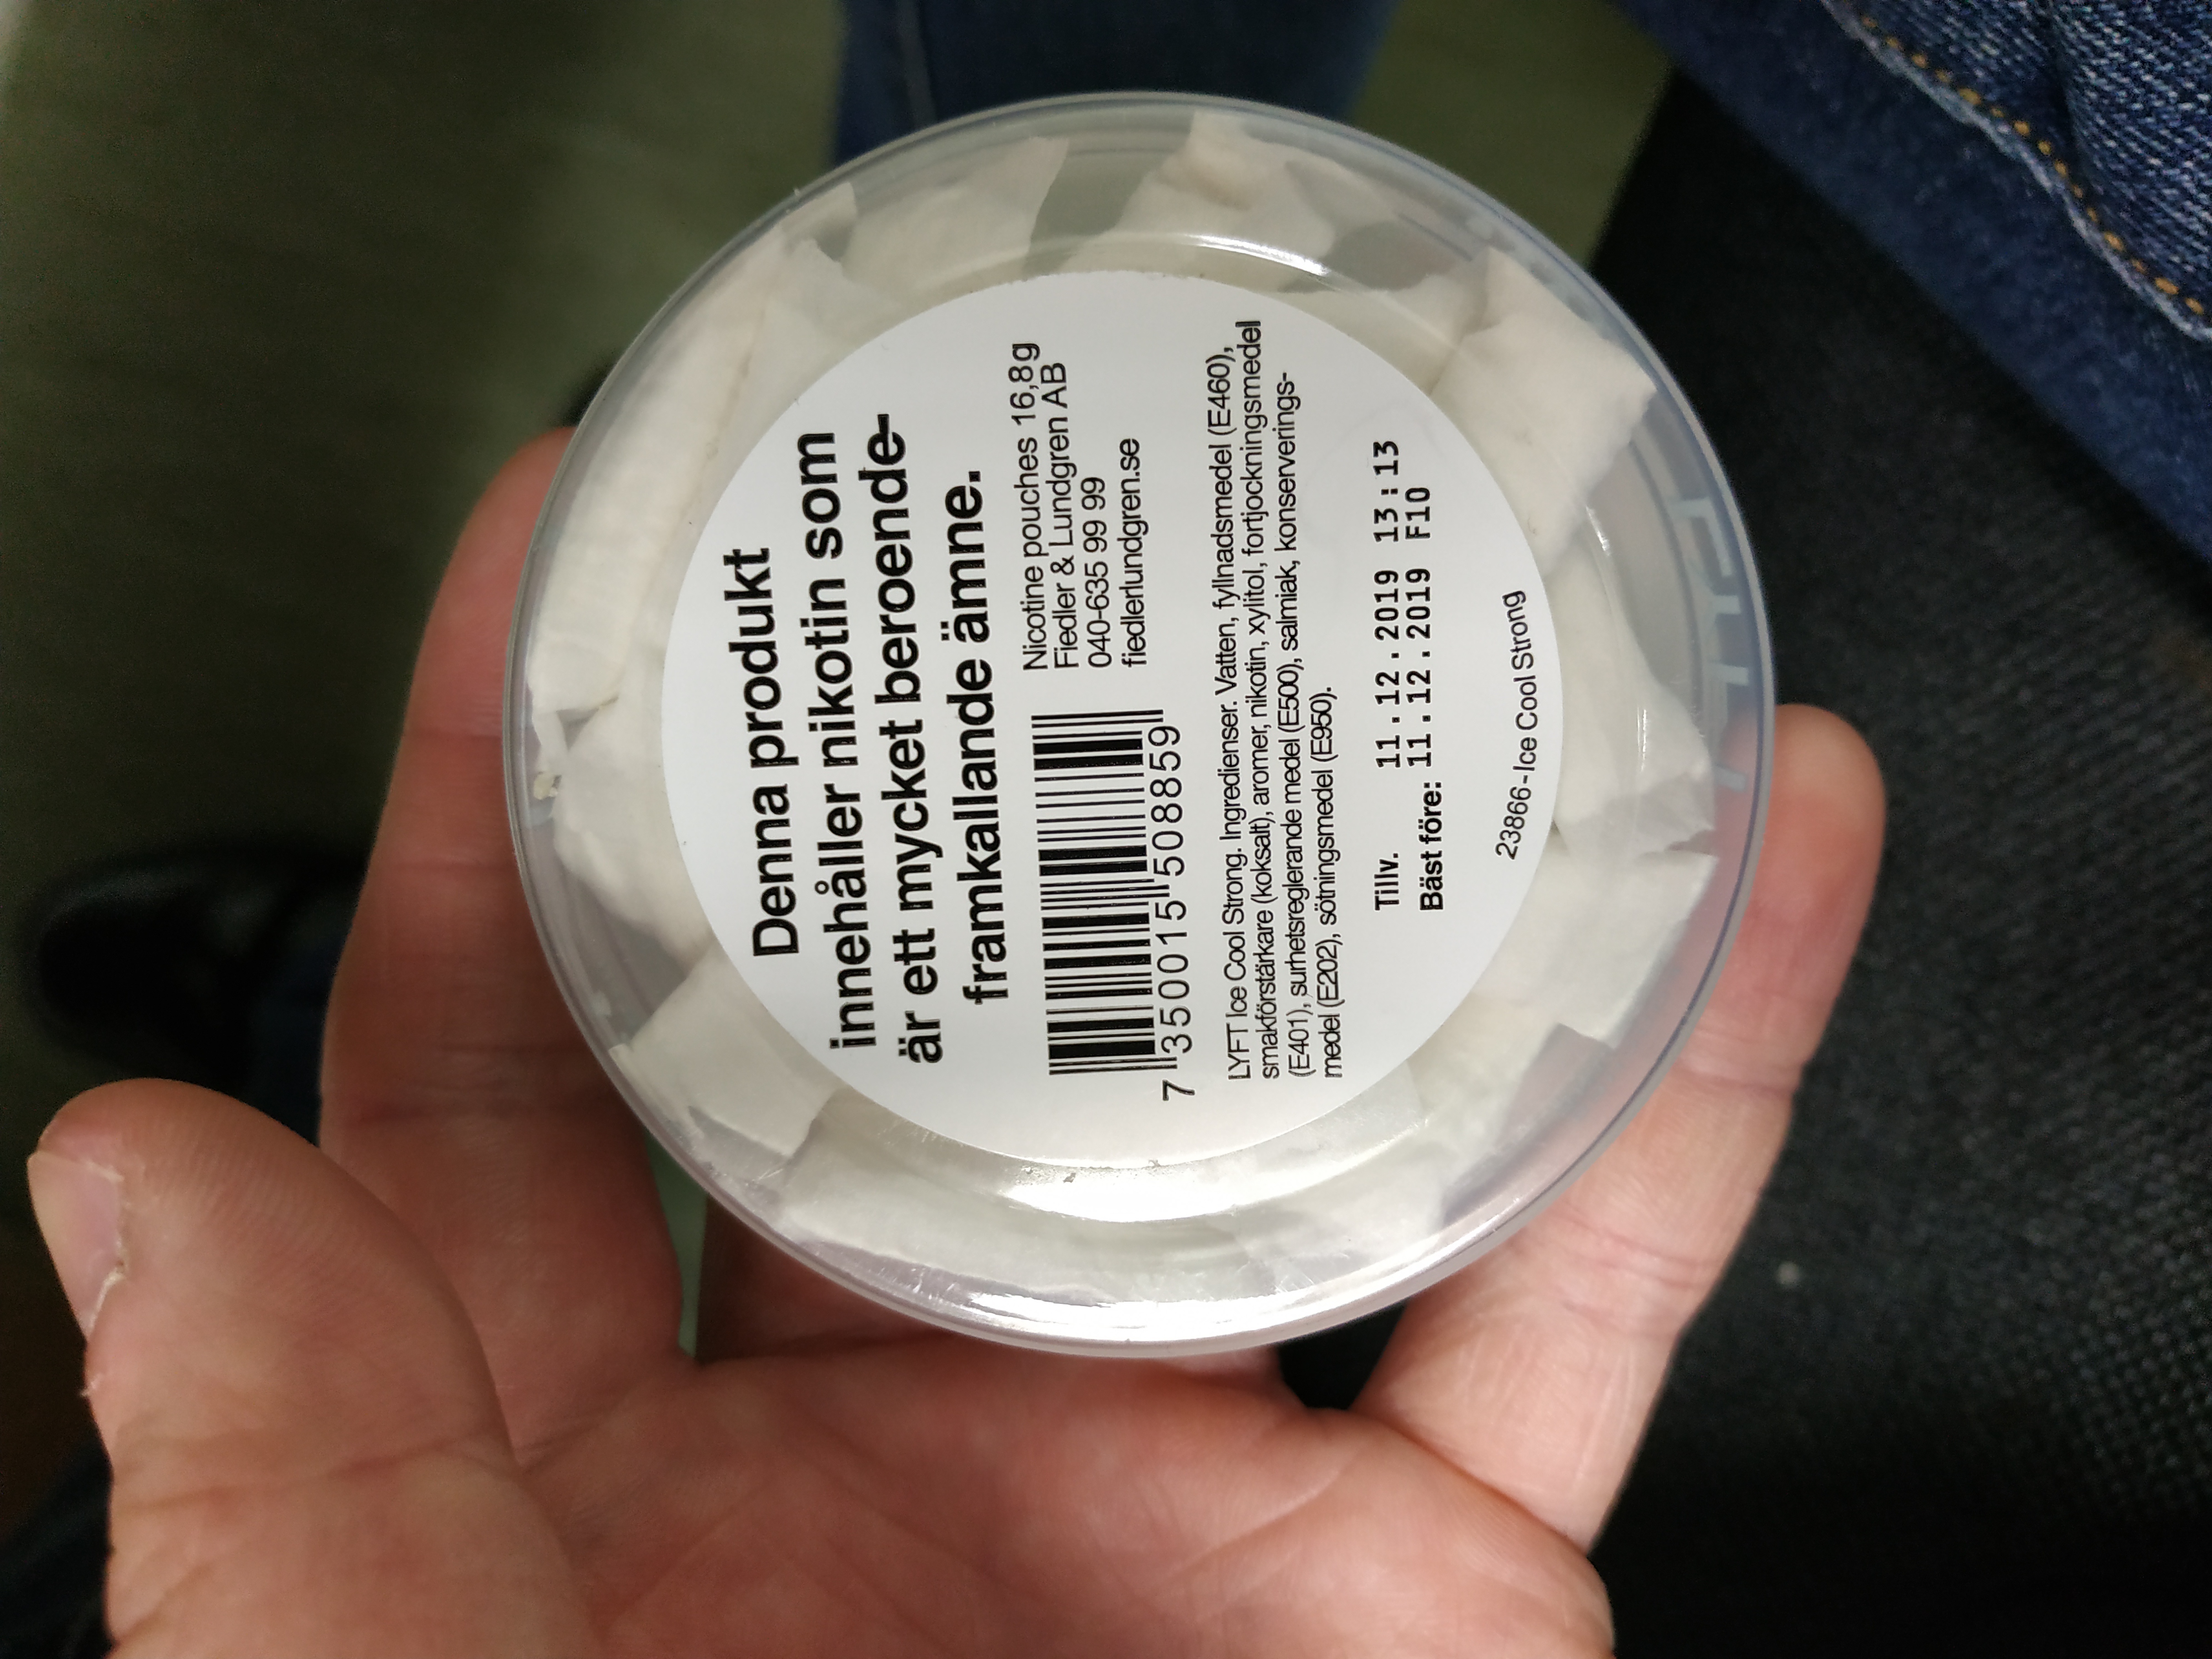 Denna produkt
innehåller nikotin som
är ett mycket beroende-
framkallande ämne.
Nicotine pouches 16,8g
Fiedler & Lundgren AB
040-635 99 99
fiedlerlundgren.se
7 350015 508859
LYFT Ice Cool Strong. Ingredienser. Vatten, fyllnadsmedel (E460),
smakförstärkare (koksalt), aromer, nikotin, xylitol, fortjockningsmedel
(E401), surhetsreglerande medel (E500), salmiak, konserverings-
medel (E202), sötningsmedel (E950).
Tillv. 11.12.2019 13:13
Bäst före: 11.12.2019 F10
23866-Ice Cool Strong